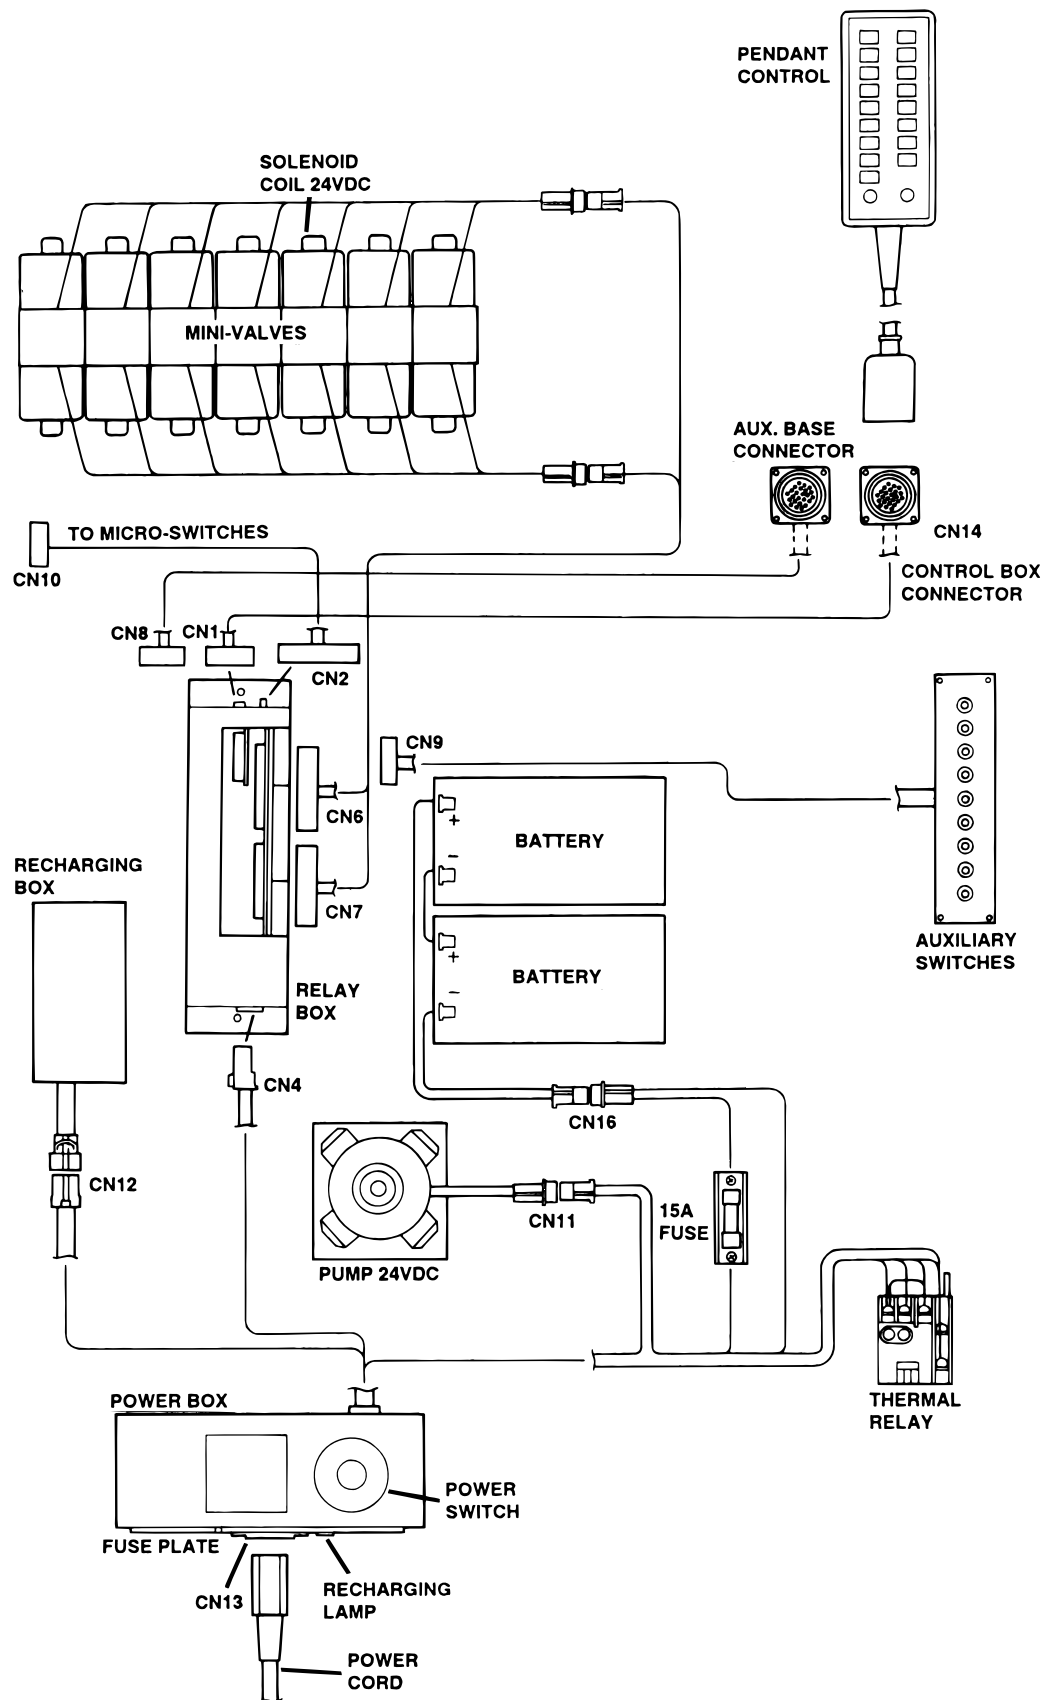 PENDANT
CONTROL
SOLENOID
COIL 24VDC
MINI-VALVES
AUX. BASE
CONNECTOR
CN14
TO MICRO-SWITCHES
CN10
CONTROL BOX
CONNECTOR
CN8
CN1
CN2
CN9
CN6
+
BATTERY
-
RECHARGING
BOX
CN7
+
BATTERY
-
AUXILIARY
SWITCHES
RELAY
BOX
CN4
CN16
CN12
CN11
15A
FUSE
PUMP 24VDC
THERMAL
RELAY
POWER BOX
POWER
SWITCH
FUSE PLATE
CN13
RECHARGING
LAMP
POWER
CORD